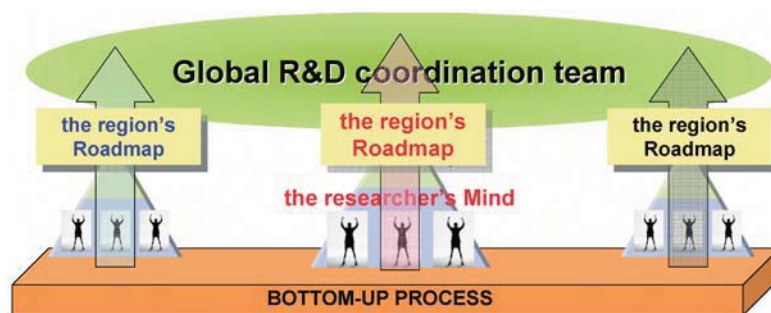 Global R&D coordination team
the region's
Roadmap
the region's
Roadmap
the region's
Roadmap
the researcher's Mind
BOTTOM-UP PROCESS